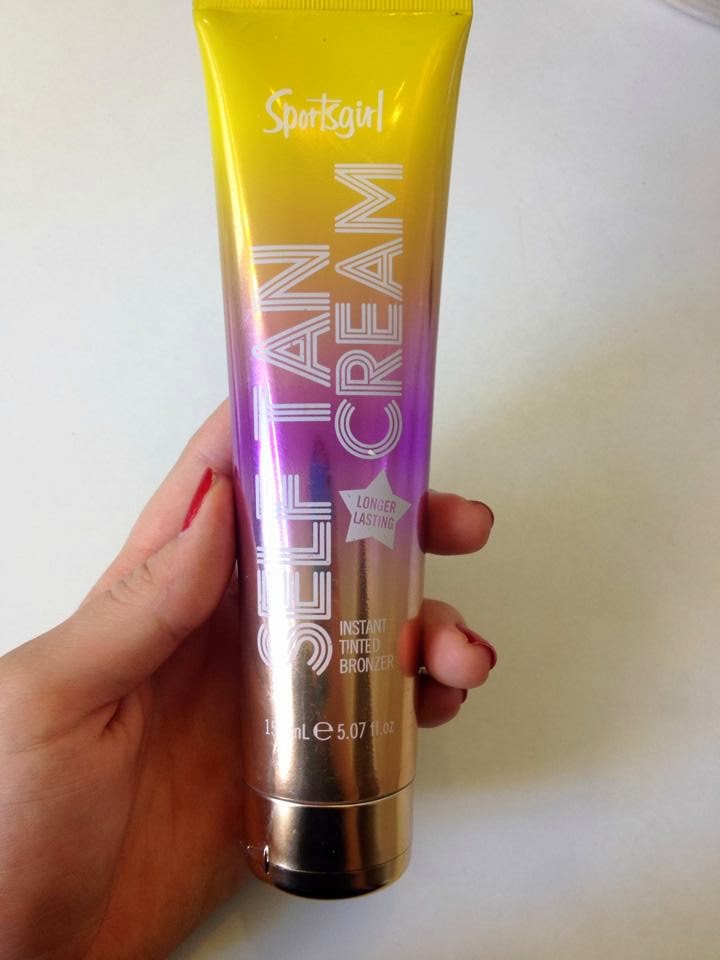 Sportsgirl
SELF TAN
CREAM
LONGER
LASTING
INSTANT
TINTED
BRONZER
℮ 5.07 fl.oz